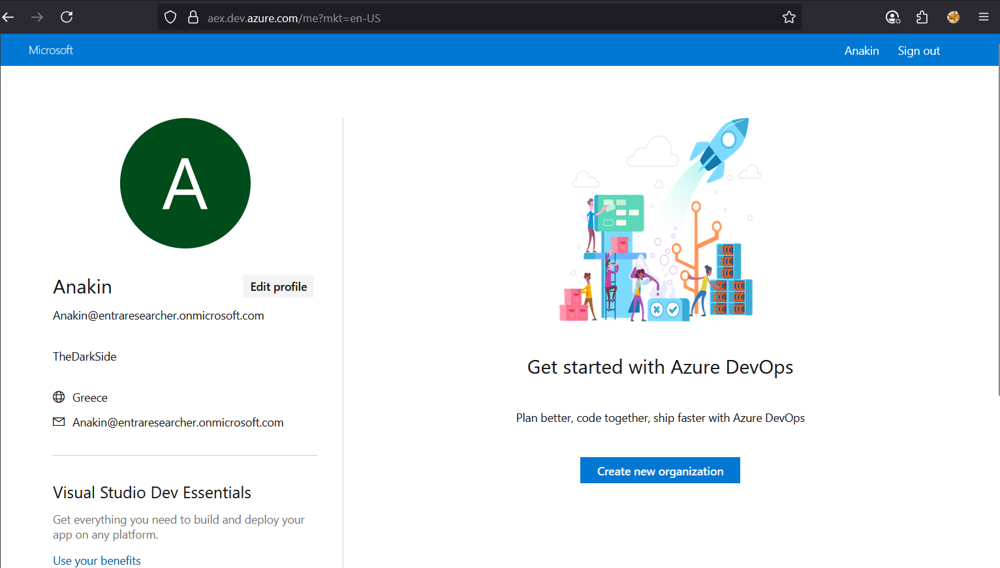 aex.dev.azure.com/me?mkt=en-US
Microsoft
Anakin
Sign out
A
Anakin
Edit profile
Anakin@entraresearcher.onmicrosoft.com
TheDarkSide
Greece
Anakin@entraresearcher.onmicrosoft.com
Visual Studio Dev Essentials
Get everything you need to build and deploy your
app on any platform.
Use your benefits
Get started with Azure DevOps
Plan better, code together, ship faster with Azure DevOps
Create new organization